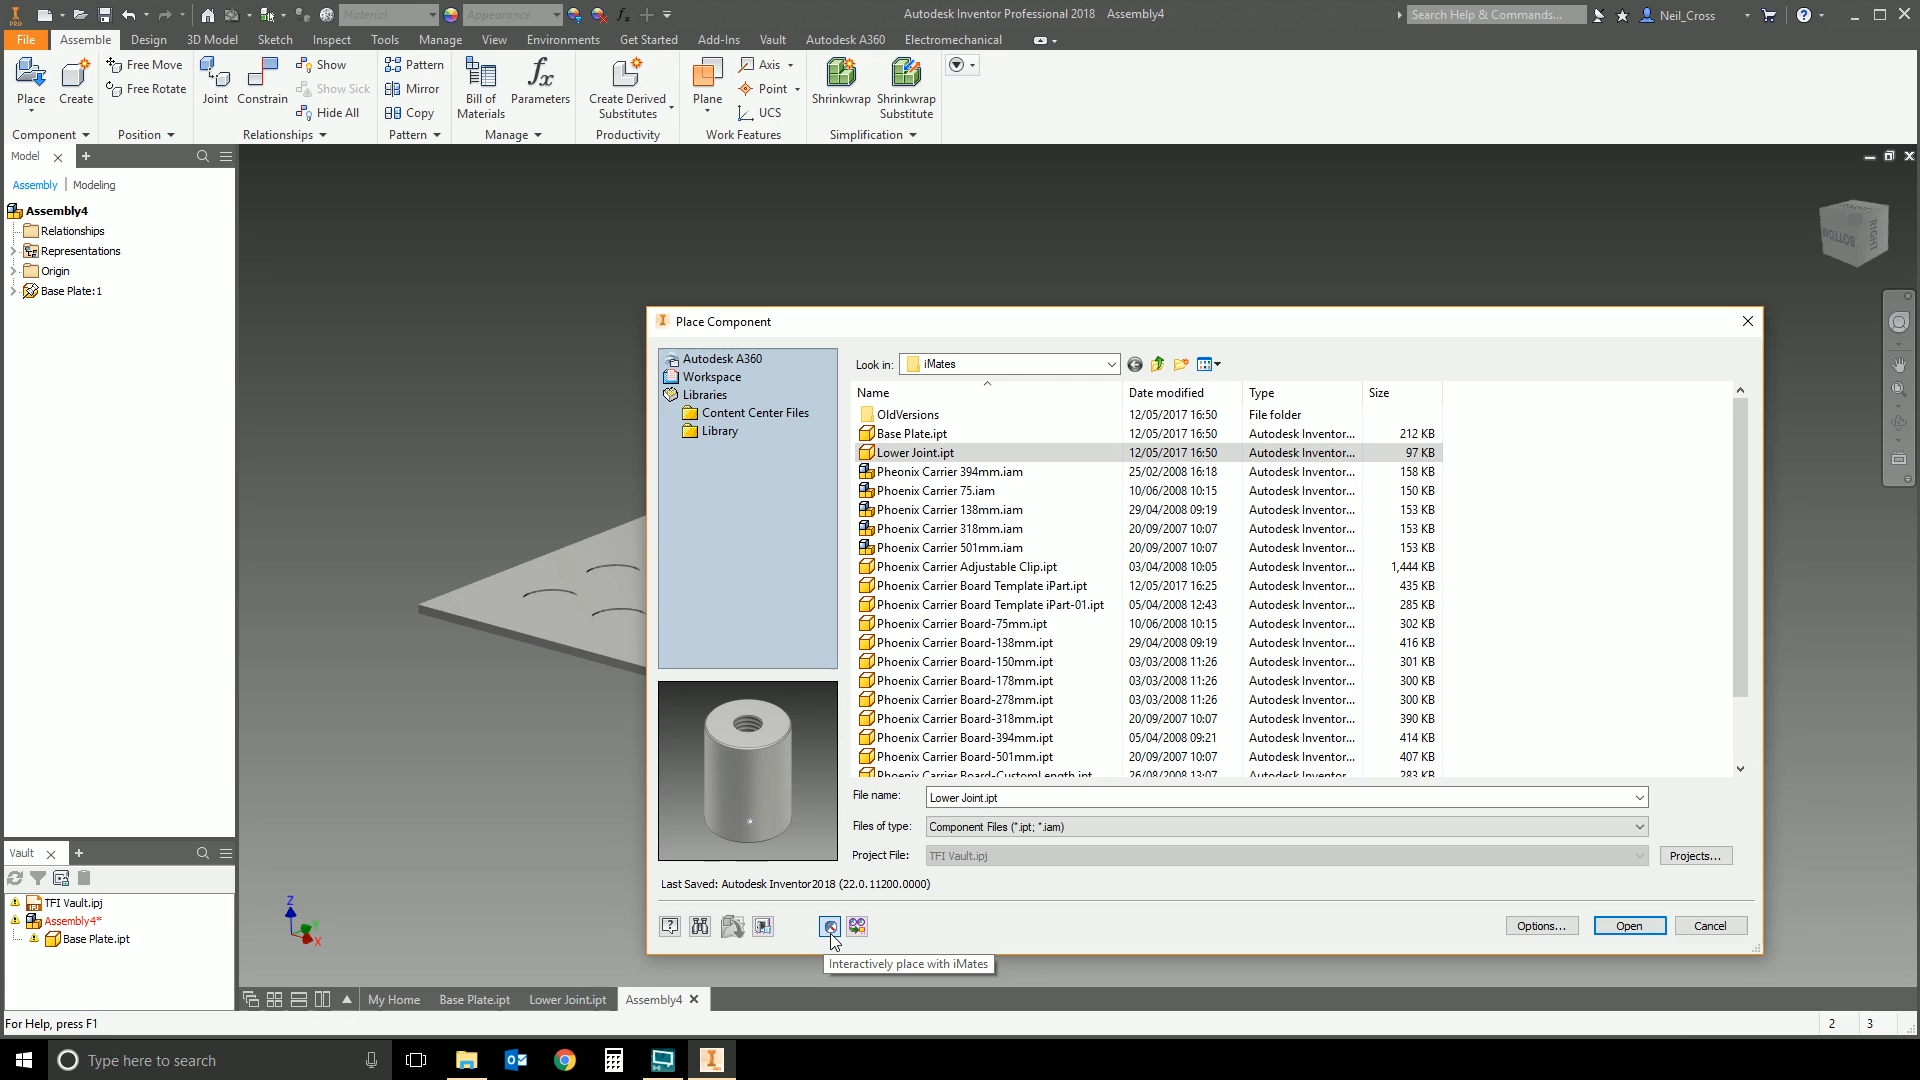 Material
Appearance
Autodesk Inventor Professional 2018 Assembly4
Search Help & Commands...
Neil_Cross
File Assemble Design 3D Model Sketch Inspect Tools Manage View Environments Get Started Add-Ins Vault Autodesk A360 Electromechanical
Place
Create
Free Move
Free Rotate
Joint
Constrain
Show
Show Sick
Hide All
Pattern
Mirror
Copy
Bill of
Materials
Parameters
Create Derived
Substitutes
Plane
Axis
Point
UCS
Shrinkwrap
Shrinkwrap
Substitute
Component
Position
Relationships
Pattern
Manage
Productivity
Work Features
Simplification
Model
Assembly Modeling
Assembly4
Relationships
Representations
Origin
Base Plate:1
BOTTOM
RIGHT
Place Component
Autodesk A360
Workspace
Libraries
Content Center Files
Library
Look in: iMates
Name Date modified Type Size
OldVersions 12/05/2017 16:50 File folder
Base Plate.ipt 12/05/2017 16:50 Autodesk Inventor... 212 KB
Lower Joint.ipt 12/05/2017 16:50 Autodesk Inventor... 97 KB
Pheonix Carrier 394mm.iam 25/02/2008 16:18 Autodesk Inventor... 158 KB
Phoenix Carrier 75.iam 10/06/2008 10:15 Autodesk Inventor... 150 KB
Phoenix Carrier 138mm.iam 29/04/2008 09:19 Autodesk Inventor... 153 KB
Phoenix Carrier 318mm.iam 20/09/2007 10:07 Autodesk Inventor... 153 KB
Phoenix Carrier 501mm.iam 20/09/2007 10:07 Autodesk Inventor... 153 KB
Phoenix Carrier Adjustable Clip.ipt 03/04/2008 10:05 Autodesk Inventor... 1,444 KB
Phoenix Carrier Board Template iPart.ipt 12/05/2017 16:25 Autodesk Inventor... 435 KB
Phoenix Carrier Board Template iPart-01.ipt 05/04/2008 12:43 Autodesk Inventor... 285 KB
Phoenix Carrier Board-75mm.ipt 10/06/2008 10:15 Autodesk Inventor... 302 KB
Phoenix Carrier Board-138mm.ipt 29/04/2008 09:19 Autodesk Inventor... 416 KB
Phoenix Carrier Board-150mm.ipt 03/03/2008 11:26 Autodesk Inventor... 301 KB
Phoenix Carrier Board-178mm.ipt 03/03/2008 11:26 Autodesk Inventor... 300 KB
Phoenix Carrier Board-278mm.ipt 03/03/2008 11:26 Autodesk Inventor... 300 KB
Phoenix Carrier Board-318mm.ipt 20/09/2007 10:07 Autodesk Inventor... 390 KB
Phoenix Carrier Board-394mm.ipt 05/04/2008 09:21 Autodesk Inventor... 414 KB
Phoenix Carrier Board-501mm.ipt 20/09/2007 10:07 Autodesk Inventor... 407 KB
Phoenix Carrier Board-CustomLength.ipt 26/08/2008 13:07 Autodesk Inventor... 283 KB
File name: Lower Joint.ipt
Files of type: Component Files (*.ipt; *.iam)
Project File: TFI Vault.ipj Projects...
Last Saved: Autodesk Inventor 2018 (22.0.11200.0000)
Options... Open Cancel
Interactively place with iMates
Vault
TFI Vault.ipj
Assembly4*
Base Plate.ipt
Z
Y
X
My Home Base Plate.ipt Lower Joint.ipt Assembly4
For Help, press F1
2 3
Type here to search